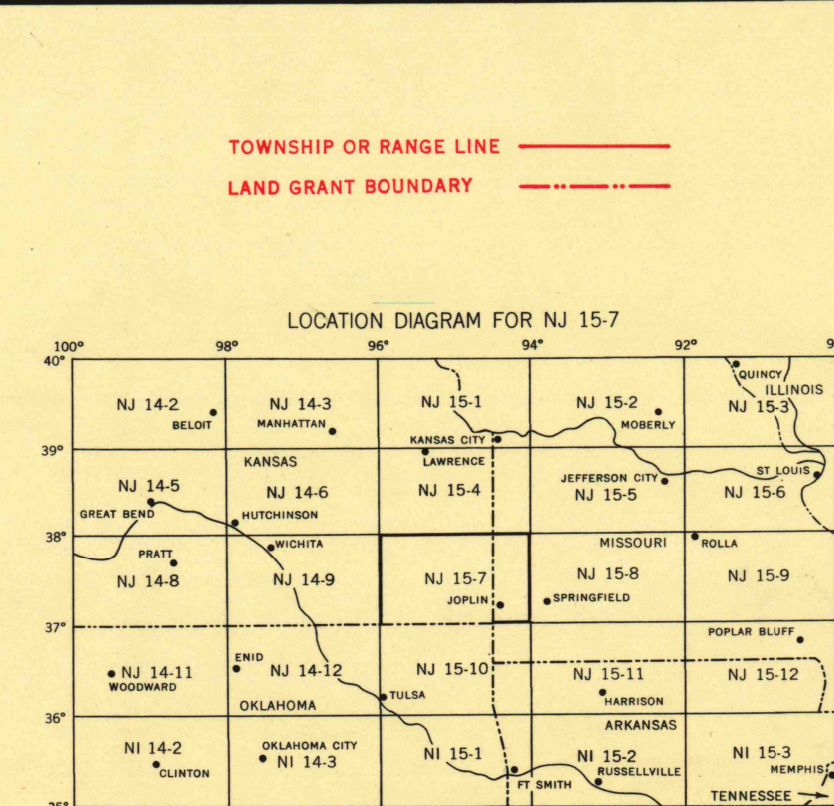 TOWNSHIP OR RANGE LINE
LAND GRANT BOUNDARY
LOCATION DIAGRAM FOR NJ 15-7
100° 98° 96° 94° 92° 9
40°
QUINCY
ILLINOIS
NJ 14-2 NJ 14-3 NJ 15-1 NJ 15-2 NJ 15-3
BELOIT MANHATTAN MOBERLY
KANSAS CITY
39°
KANSAS LAWRENCE ST LOUIS
JEFFERSON CITY
NJ 14-5 NJ 14-6 NJ 15-4 NJ 15-5 NJ 15-6
GREAT BEND HUTCHINSON
38°
WICHITA MISSOURI ROLLA
PRATT
NJ 14-8 NJ 14-9 NJ 15-7 NJ 15-8 NJ 15-9
JOPLIN SPRINGFIELD
37°
POPLAR BLUFF
ENID
NJ 14-11 NJ 14-12 NJ 15-10 NJ 15-11 NJ 15-12
WOODWARD
TULSA HARRISON
OKLAHOMA
36°
ARKANSAS
OKLAHOMA CITY
NI 14-2 NI 14-3 NI 15-1 NI 15-2 NI 15-3
CLINTON RUSSELLVILLE MEMPHIS
FT SMITH
TENNESSEE
35°